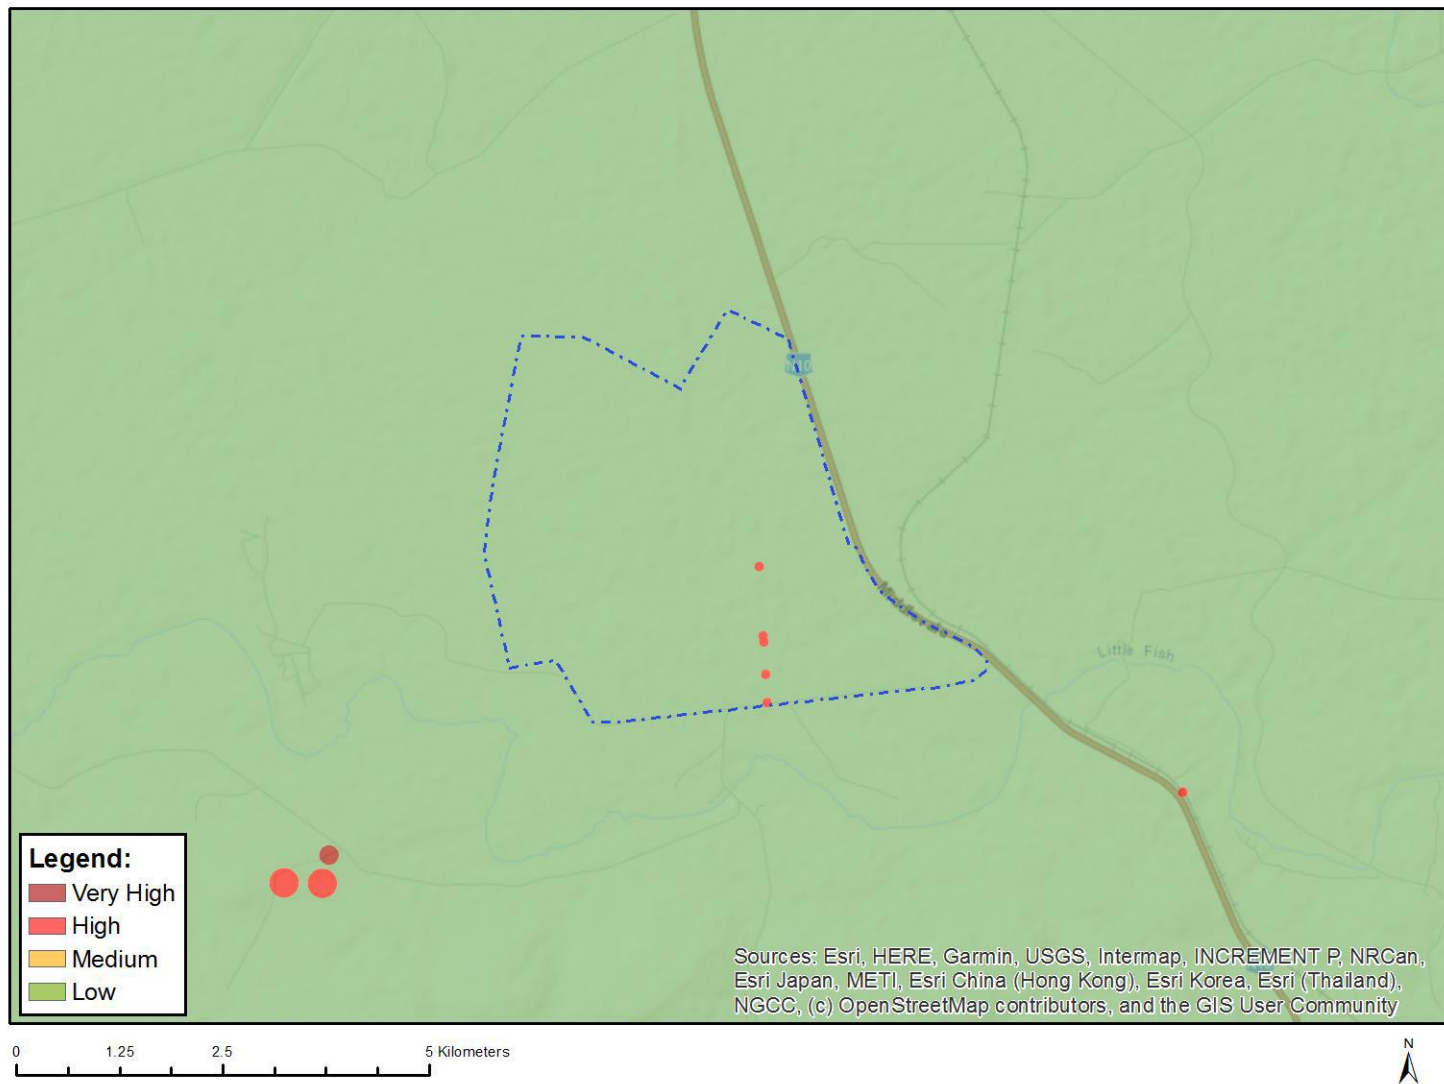 N10
Little Fish
Legend:
Very High
High
Medium
Low
Sources: Esri, HERE, Garmin, USGS, Intermap, INCREMENT P, NRCan,
Esri Japan, METI, Esri China (Hong Kong), Esri Korea, Esri (Thailand),
NGCC, (c) OpenStreetMap contributors, and the GIS User Community
0 1.25 2.5 5 Kilometers
N